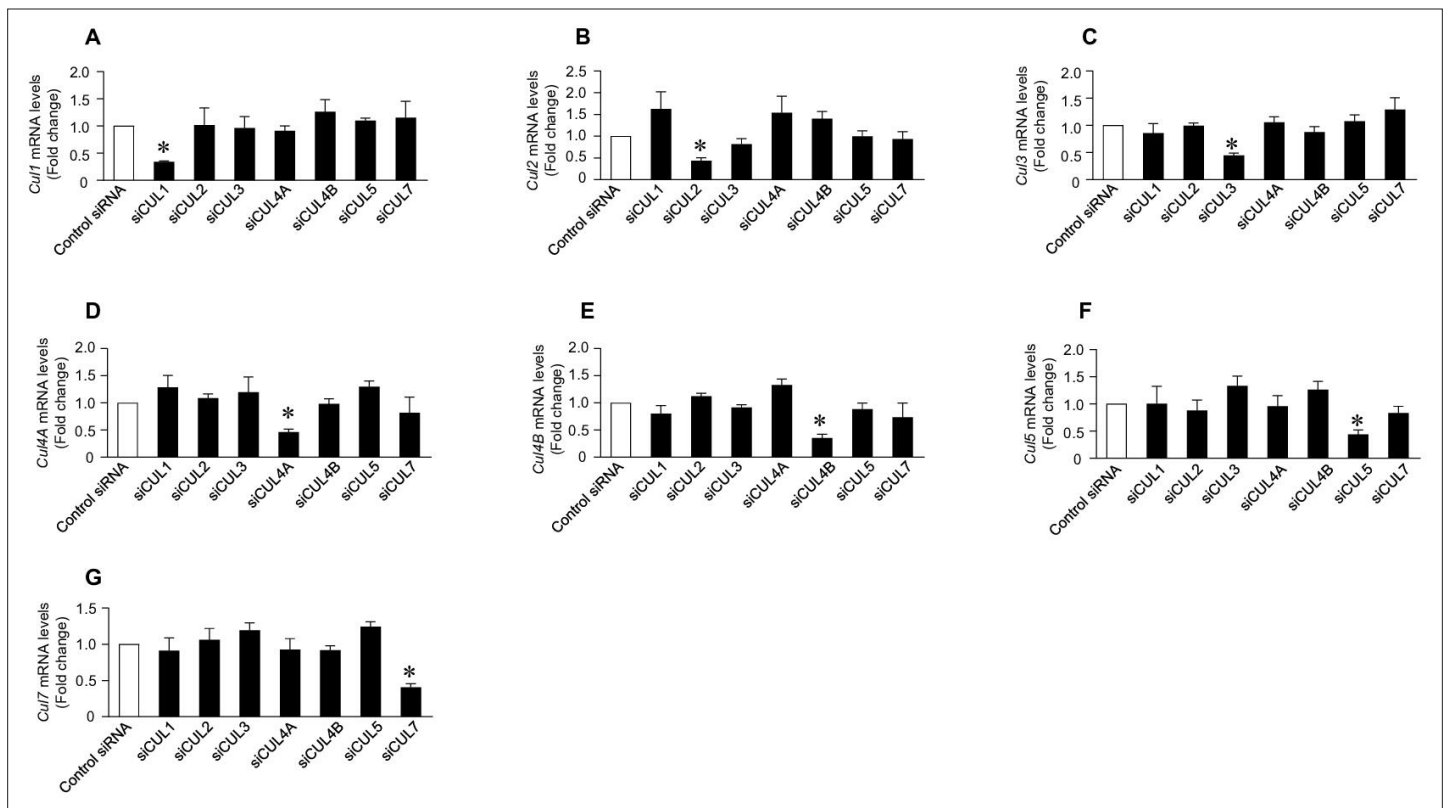 A
Cul1 mRNA levels
(Fold change)
2.0
1.5
1.0
0.5
0
*
Control siRNA
siCUL1
siCUL2
siCUL3
siCUL4A
siCUL4B
siCUL5
siCUL7
B
Cul2 mRNA levels
(Fold change)
2.5
2.0
1.5
1.0
0.5
0
*
Control siRNA
siCUL1
siCUL2
siCUL3
siCUL4A
siCUL4B
siCUL5
siCUL7
C
Cul3 mRNA levels
(Fold change)
2.0
1.5
1.0
0.5
0
*
Control siRNA
siCUL1
siCUL2
siCUL3
siCUL4A
siCUL4B
siCUL5
siCUL7
D
Cul4A mRNA levels
(Fold change)
2.0
1.5
1.0
0.5
0
*
Control siRNA
siCUL1
siCUL2
siCUL3
siCUL4A
siCUL4B
siCUL5
siCUL7
E
Cul4B mRNA levels
(Fold change)
2.0
1.5
1.0
0.5
0
*
Control siRNA
siCUL1
siCUL2
siCUL3
siCUL4A
siCUL4B
siCUL5
siCUL7
F
Cul5 mRNA levels
(Fold change)
2.0
1.5
1.0
0.5
0
*
Control siRNA
siCUL1
siCUL2
siCUL3
siCUL4A
siCUL4B
siCUL5
siCUL7
G
Cul7 mRNA levels
(Fold change)
1.5
1.0
0.5
0
*
Control siRNA
siCUL1
siCUL2
siCUL3
siCUL4A
siCUL4B
siCUL5
siCUL7